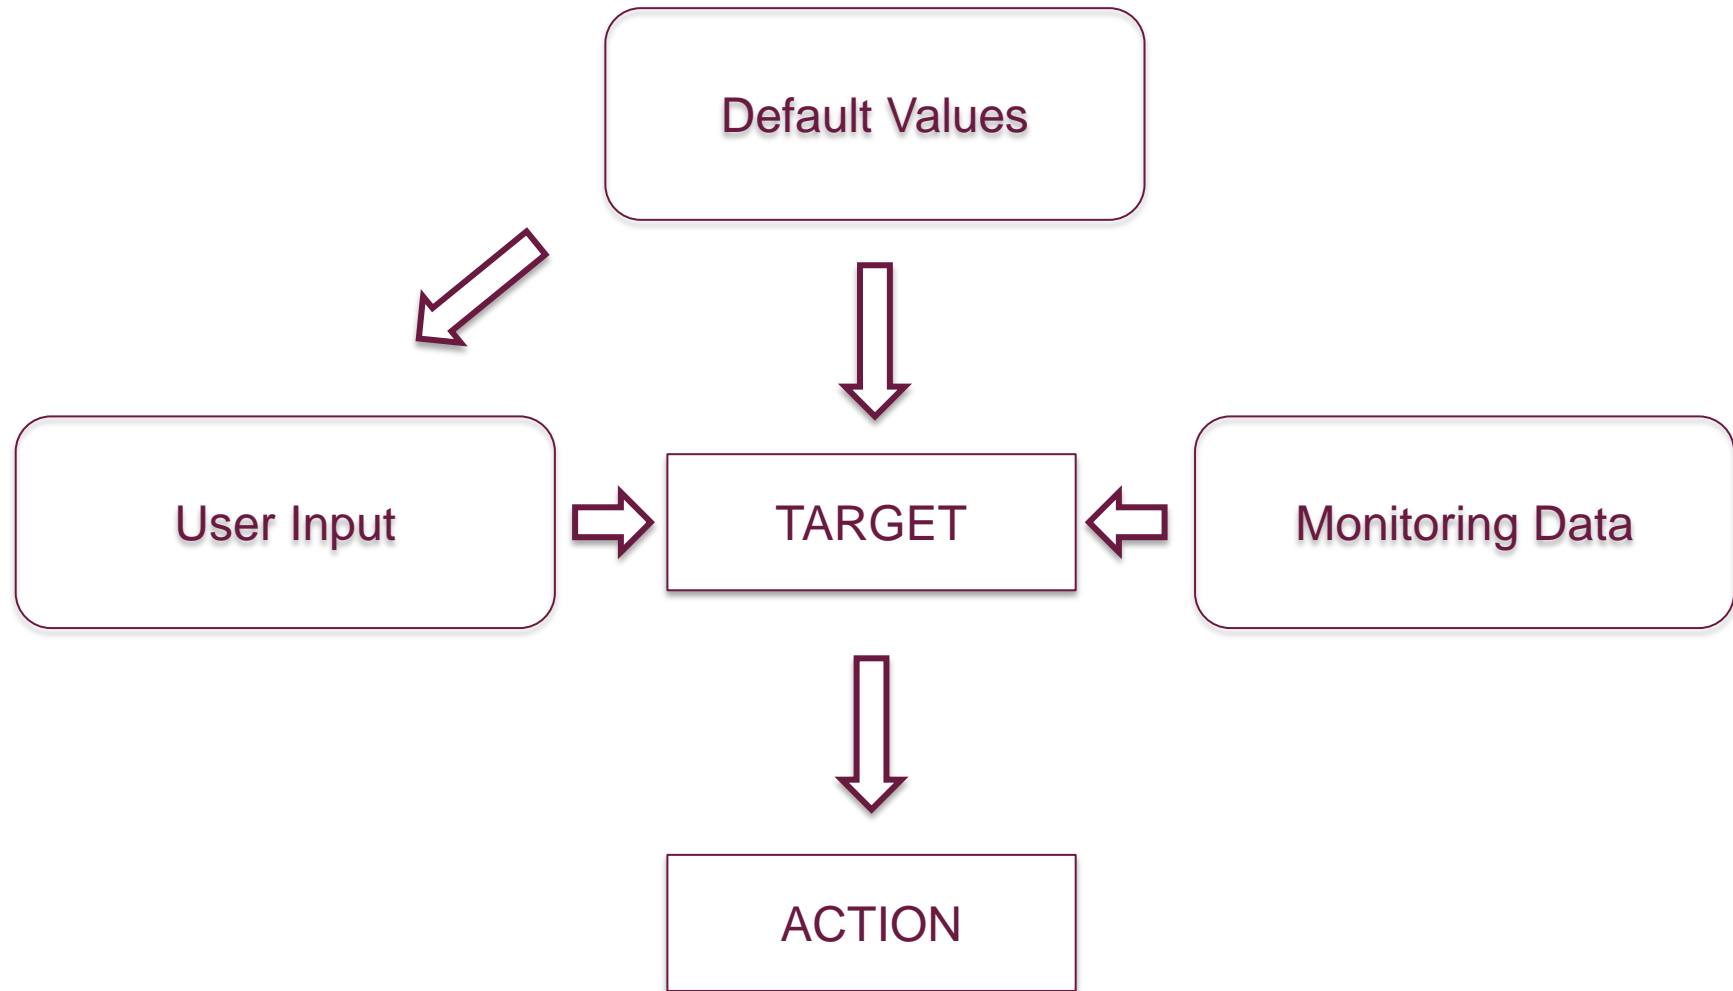 Default Values
User Input
TARGET
Monitoring Data
ACTION